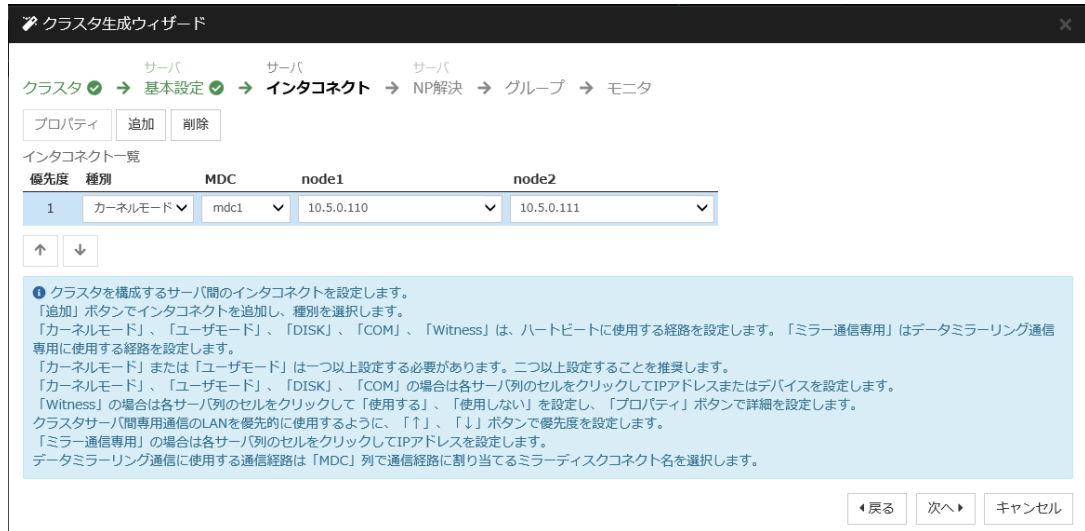 クラスタ生成ウィザード ×
サーバ サーバ サーバ
クラスタ → 基本設定 → インタコネクト → NP解決 → グループ → モニタ
プロパティ 追加 削除
インタコネクト一覧
優先度 種別 MDC node1 node2
1 カーネルモード mdc1 10.5.0.110 10.5.0.111
↑ ↓
クラスタを構成するサーバ間のインタコネクトを設定します。
「追加」ボタンでインタコネクトを追加し、種別を選択します。
「カーネルモード」、「ユーザモード」、「DISK」、「COM」、「Witness」は、ハートビートに使用する経路を設定します。「ミラー通信専用」はデータミラーリング通信
専用に使用する経路を設定します。
「カーネルモード」または「ユーザモード」は一つ以上設定する必要があります。二つ以上設定することを推奨します。
「カーネルモード」、「ユーザモード」、「DISK」、「COM」の場合は各サーバ列のセルをクリックしてIPアドレスまたはデバイスを設定します。
「Witness」の場合は各サーバ列のセルをクリックして「使用する」、「使用しない」を設定し、「プロパティ」ボタンで詳細を設定します。
クラスタサーバ間専用通信のLANを優先的に使用するように、「↑」、「↓」ボタンで優先度を設定します。
「ミラー通信専用」の場合は各サーバ列のセルをクリックしてIPアドレスを設定します。
データミラーリング通信に使用する通信経路は「MDC」列で通信経路に割り当てるミラーディスクコネクト名を選択します。
戻る 次へ キャンセル